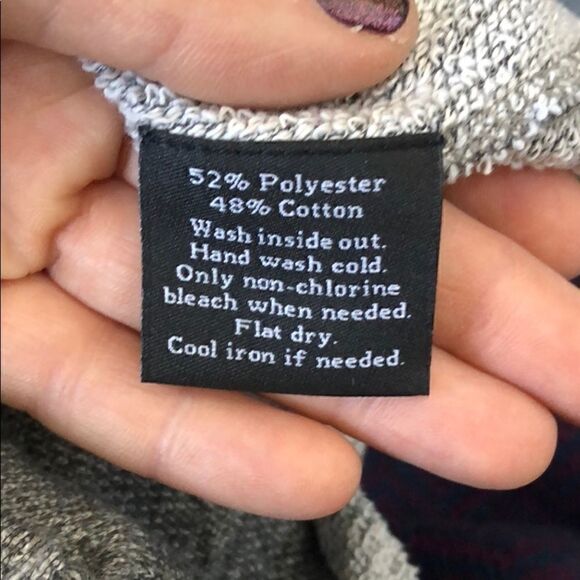 52% Polyester
48% Cotton
Wash inside out.
Hand wash cold.
Only non-chlorine
bleach when needed.
Flat dry.
Cool iron if needed.